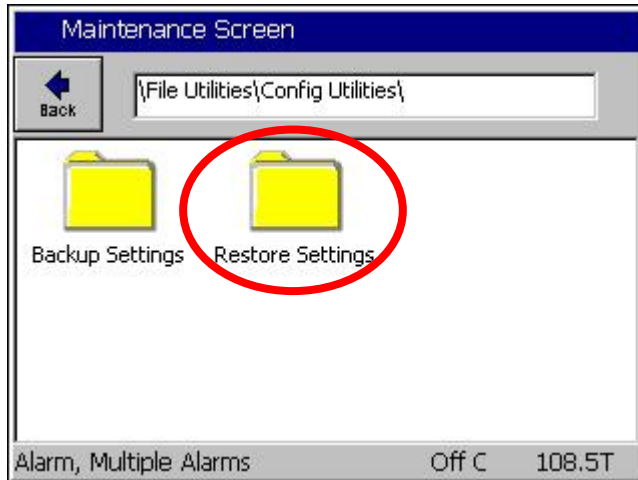 Maintenance Screen
Back
\File Utilities\Config Utilities\
Backup Settings Restore Settings
Alarm, Multiple Alarms Off C 108.5T